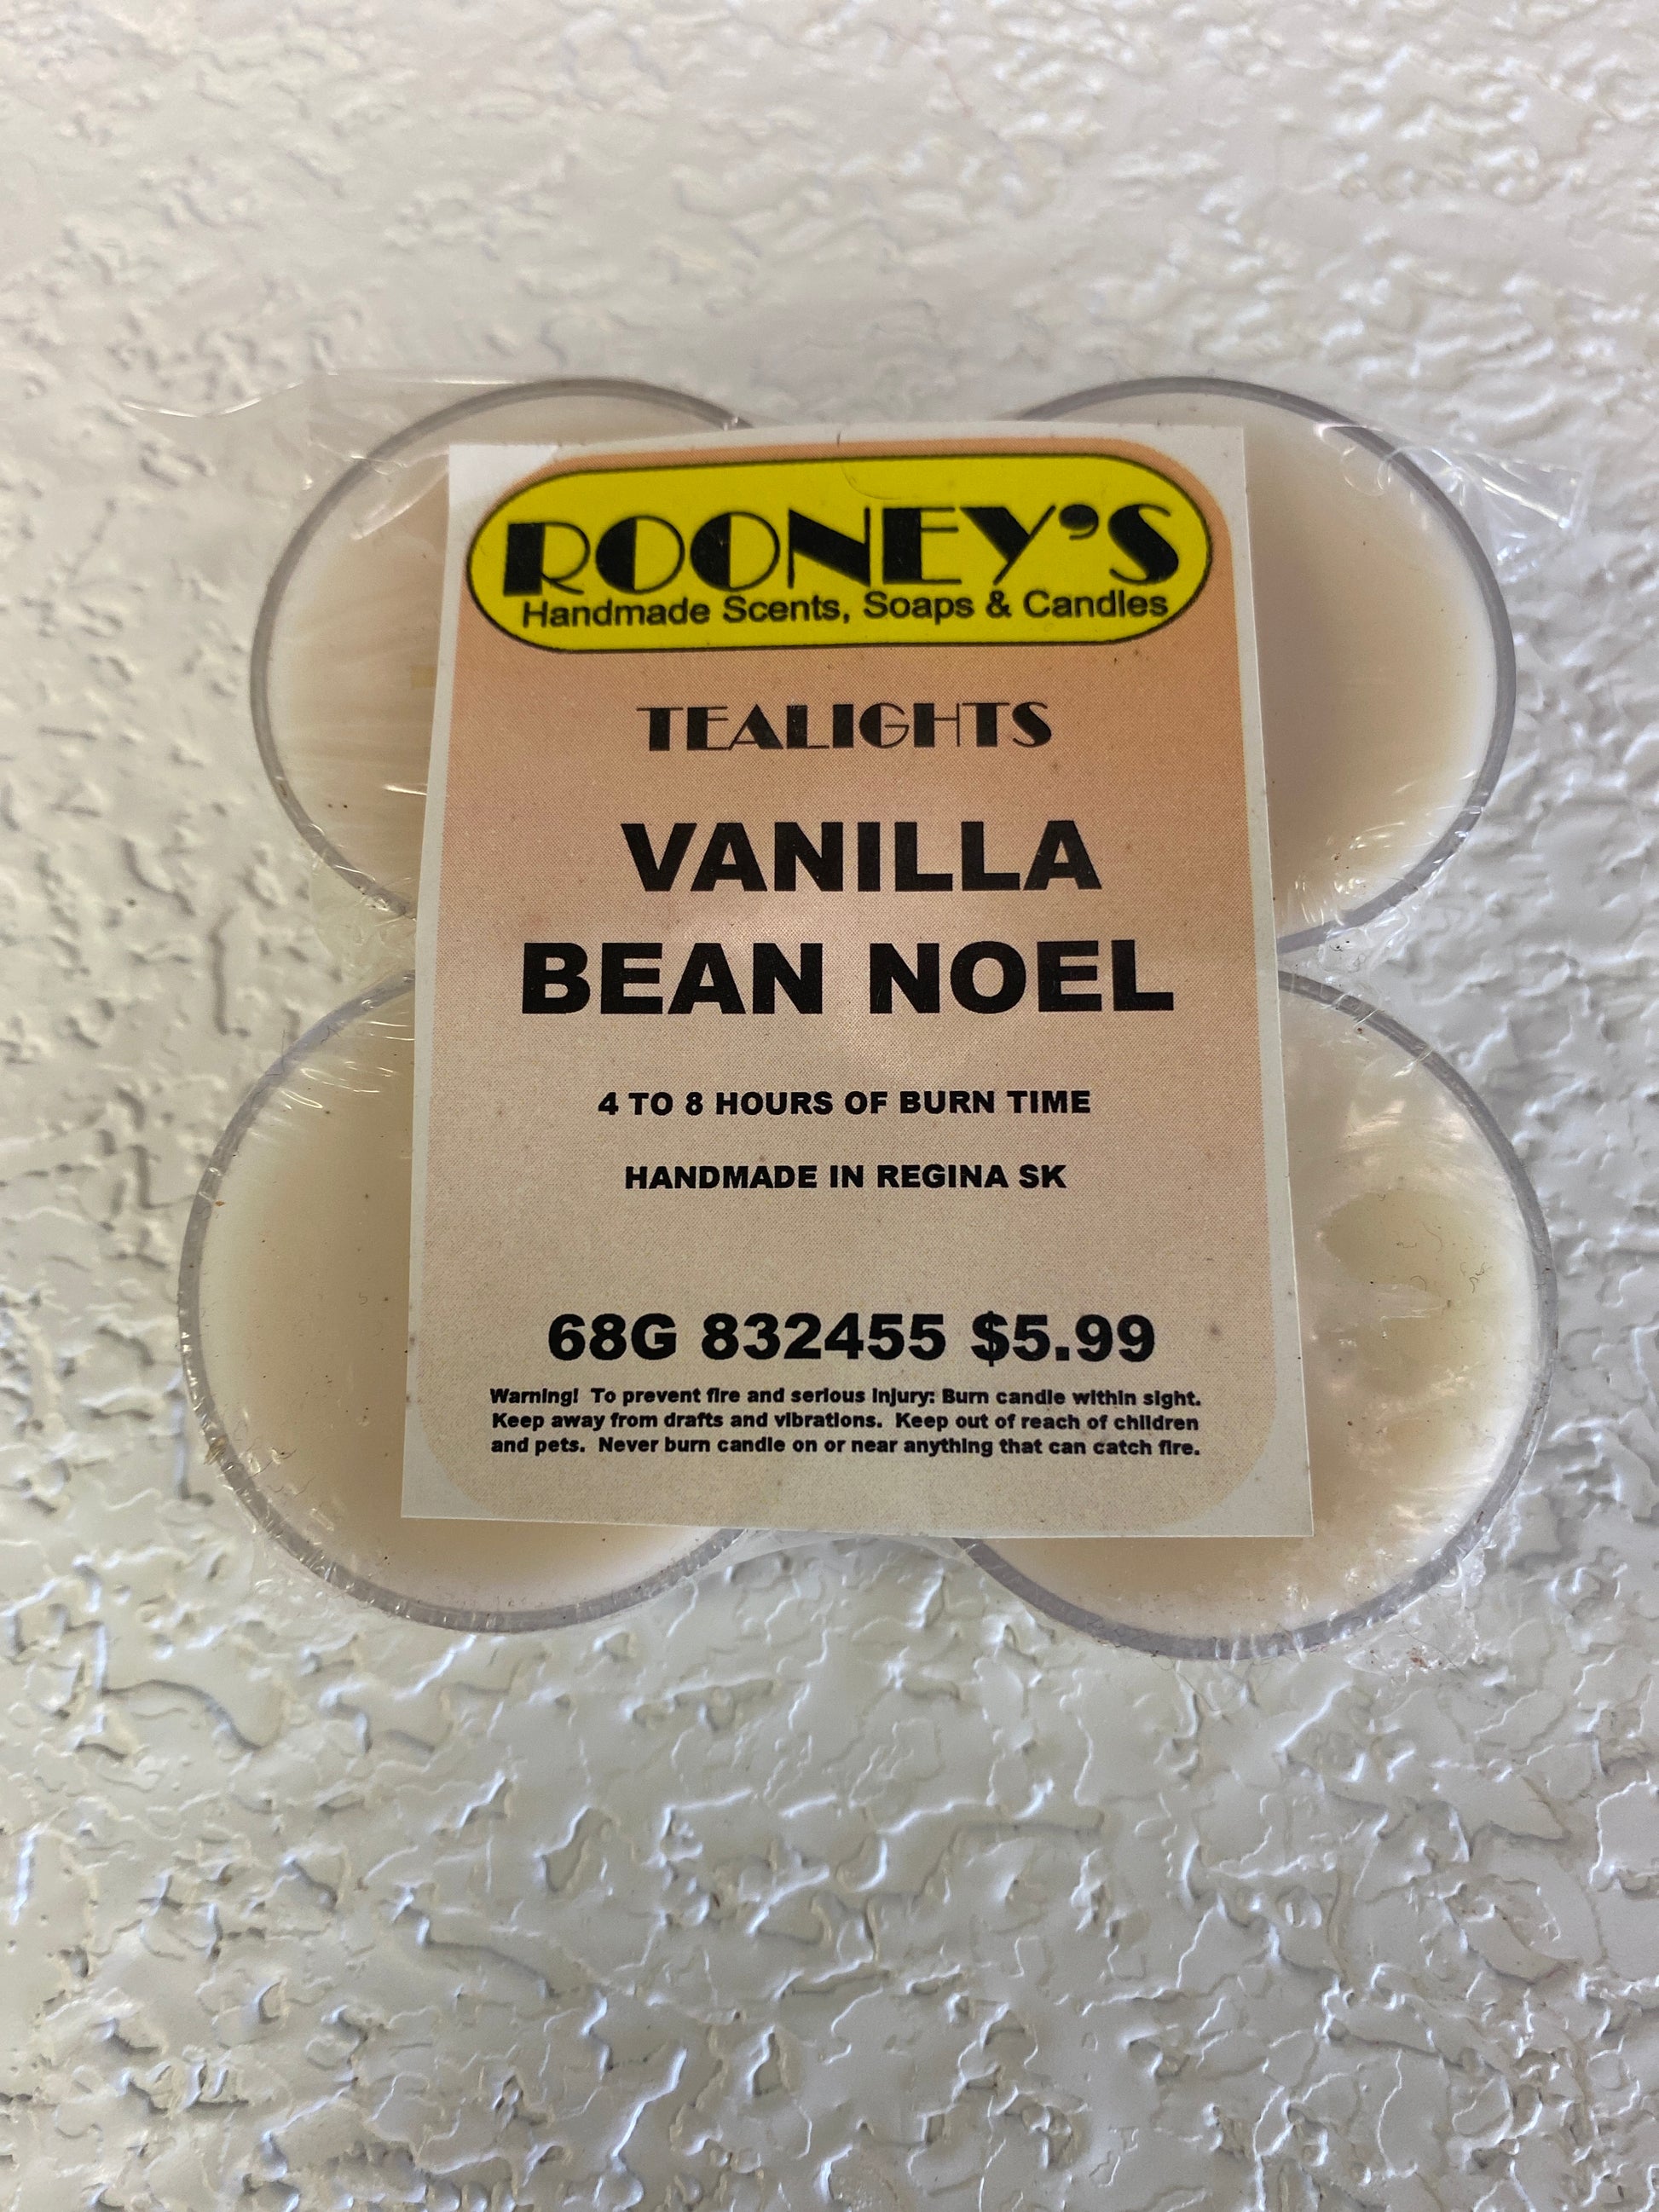 ROONEY'S
Handmade Scents, Soaps & Candles
TEALIGHTS
VANILLA
BEAN NOEL
4 TO 8 HOURS OF BURN TIME
HANDMADE IN REGINA SK
68G 832455 $5.99
Warning! To prevent fire and serious injury: Burn candle within sight.
Keep away from drafts and vibrations. Keep out of reach of children
and pets. Never burn candle on or near anything that can catch fire.